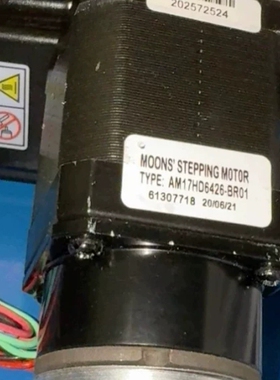 202572524
MOONS' STEPPING MOTOR
TYPE: AM17HD6426-BR01
61307718 20/06/21